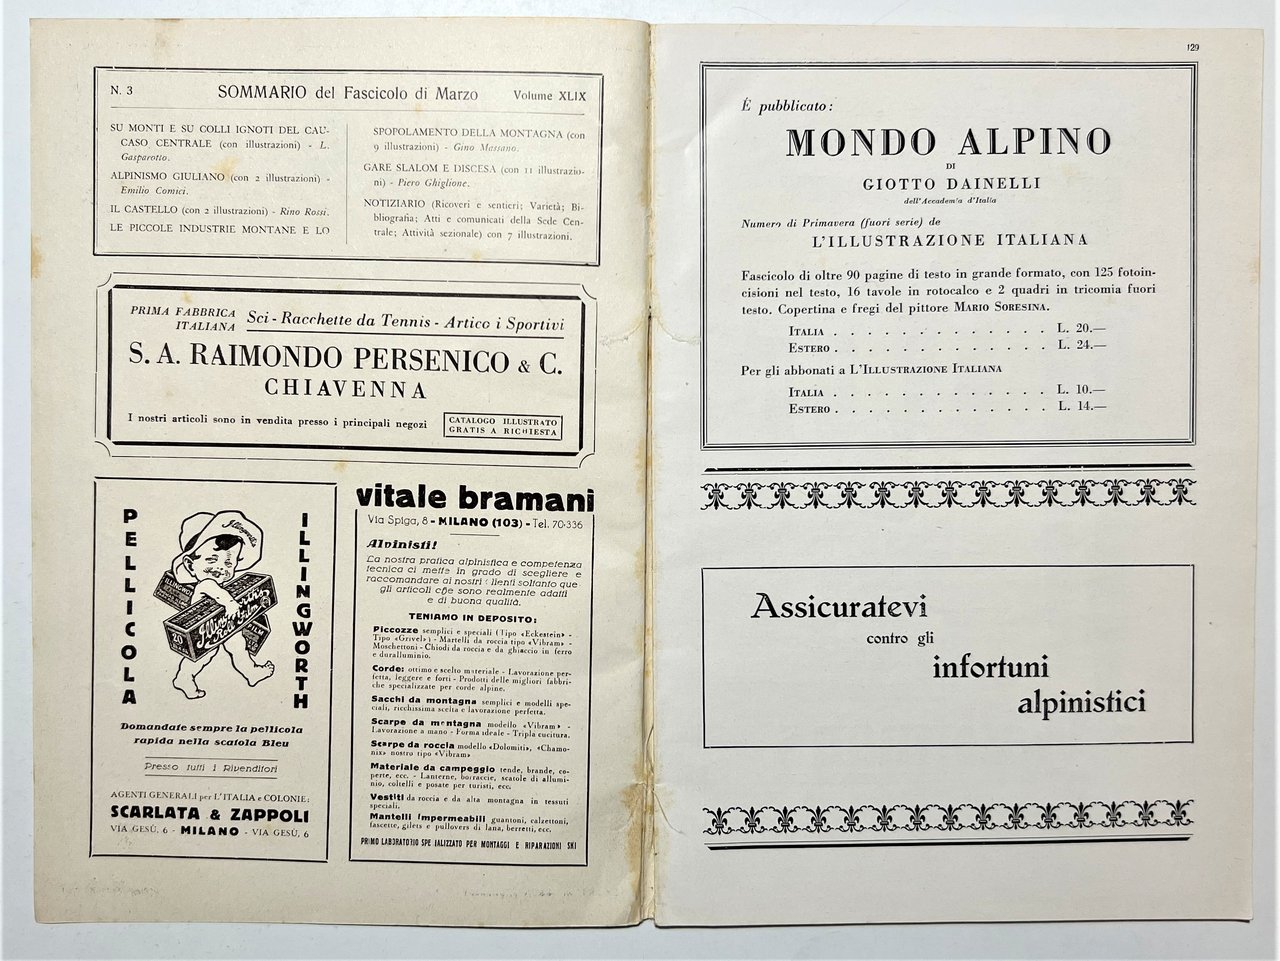 N. 3 SOMMARIO del Fascicolo di Marzo Volume XLIX
SU MONTI E SU COLLI IGNOTI DEL CAU-
CASO CENTRALE (con illustrazioni) - L.
Gasparotto.
ALPINISMO GIULIANO (con 2 illustrazioni) -
Emilio Comici.
IL CASTELLO (con 2 illustrazioni) - Rino Rossi.
LE PICCOLE INDUSTRIE MONTANE E LO
SPOPOLAMENTO DELLA MONTAGNA (con
9 illustrazioni) - Gino Massano.
GARE SLALOM E DISCESA (con 11 illustrazio-
ni) - Piero Ghiglione.
NOTIZIARIO (Ricoveri e sentieri; Varietà; Bi-
bliografia; Atti e comunicati della Sede Cen-
trale; Attività sezionale) con 7 illustrazioni.
PRIMA FABBRICA
ITALIANA
Sci - Racchette da Tennis - Artico i Sportivi
S. A. RAIMONDO PERSENICO & C.
CHIAVENNA
I nostri articoli sono in vendita presso i principali negozi
CATALOGO ILLUSTRATO
GRATIS A RICHIESTA
PELLICOLA
ILLINGWORTH
Illingworth
Roll Film
20
Domandate sempre la pellicola
rapida nella scatola Bleu
Presso tutti i Rivenditori
AGENTI GENERALI per L'ITALIA e COLONIE:
SCARLATA & ZAPPOLI
VIA GESÙ, 6 - MILANO - VIA GESÙ, 6
vitale bramani
Via Spiga, 8 - MILANO (103) - Tel. 70-336
Alpinisti!
La nostra pratica alpinistica e competenza
tecnica ci mette in grado di scegliere e
raccomandare ai nostri clienti soltanto que
gli articoli che sono realmente adatti
e di buona qualità.
TENIAMO IN DEPOSITO:
Piccozze semplici e speciali (Tipo «Eckestein» -
Tipo «Grivel») - Martelli da roccia tipo «Vibram» -
Moschettoni - Chiodi da roccia e da ghiaccio in ferro
e duralluminio.
Corde: ottimo e scelto materiale - Lavorazione per-
fetta, leggere e forti - Prodotti delle migliori fabbri-
che specializzate per corde alpine.
Sacchi da montagna semplici e modelli spe-
ciali, ricchissima scelta e lavorazione perfetta.
Scarpe da montagna modello «Vibram» -
Lavorazione a mano - Forma ideale - Tripla cucitura.
Scarpe da roccia modello «Dolomiti», «Chamo-
nix» nostro tipo «Vibram»
Materiale da campeggio tende, brande, co-
perte, ecc. - Lanterne, borraccie, scatole di allumi-
nio, coltelli e posate per turisti, ecc.
Vestiti da roccia e da alta montagna in tessuti
speciali.
Mantelli impermeabili guantoni, calzettoni,
fascette, gilets e pullovers di lana, berretti, ecc.
PRIMO LABORATORIO SPE IALIZZATO PER MONTAGGI E RIPARAZIONI SKI
129
È pubblicato:
MONDO ALPINO
DI
GIOTTO DAINELLI
dell'Accademia d'Italia
Numero di Primavera (fuori serie) de
L'ILLUSTRAZIONE ITALIANA
Fascicolo di oltre 90 pagine di testo in grande formato, con 125 fotoin-
cisioni nel testo, 16 tavole in rotocalco e 2 quadri in tricomia fuori
testo. Copertina e fregi del pittore MARIO SORESINA.
ITALIA . . . . . . . . . . . . . L. 20.—
ESTERO . . . . . . . . . . . . . L. 24.—
Per gli abbonati a L'ILLUSTRAZIONE ITALIANA
ITALIA . . . . . . . . . . . . . L. 10.—
ESTERO . . . . . . . . . . . . . L. 14.—
Assicuratevi
contro gli
infortuni
alpinistici